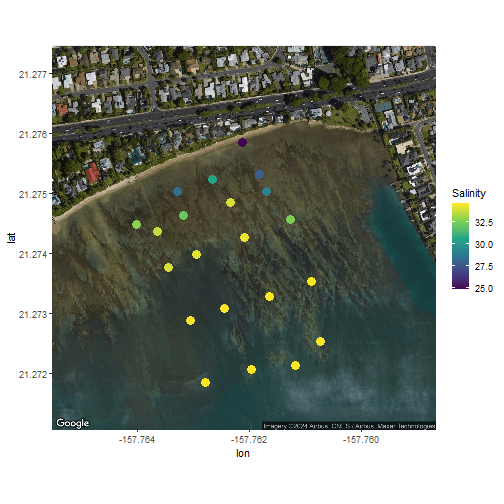 21.277
21.276
21.275
21.274
21.273
21.272
lat
-157.764
-157.762
-157.760
lon
Salinity
32.5
30.0
27.5
25.0
Google
Imagery ©2024 Airbus, CNES / Airbus, Maxar Technologies